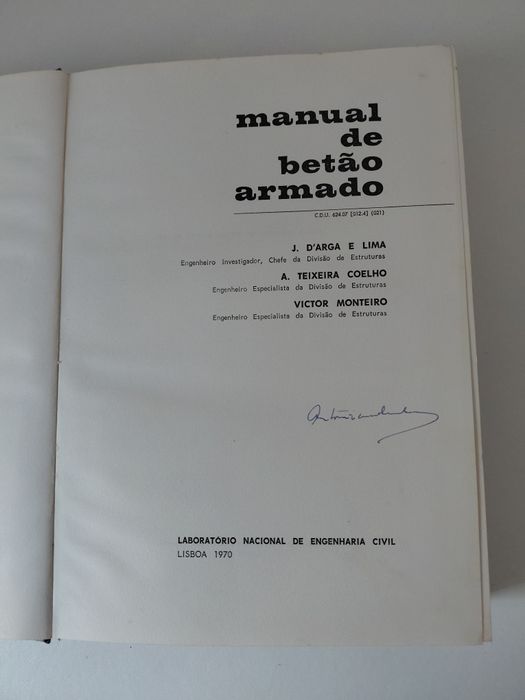 manual
de
betão
armado
C.D.U. 624.07 [012.4] (021)
J. D'ARGA E LIMA
Engenheiro Investigador, Chefe da Divisão de Estruturas
A. TEIXEIRA COELHO
Engenheiro Especialista da Divisão de Estruturas
VICTOR MONTEIRO
Engenheiro Especialista da Divisão de Estruturas
LABORATÓRIO NACIONAL DE ENGENHARIA CIVIL
LISBOA 1970